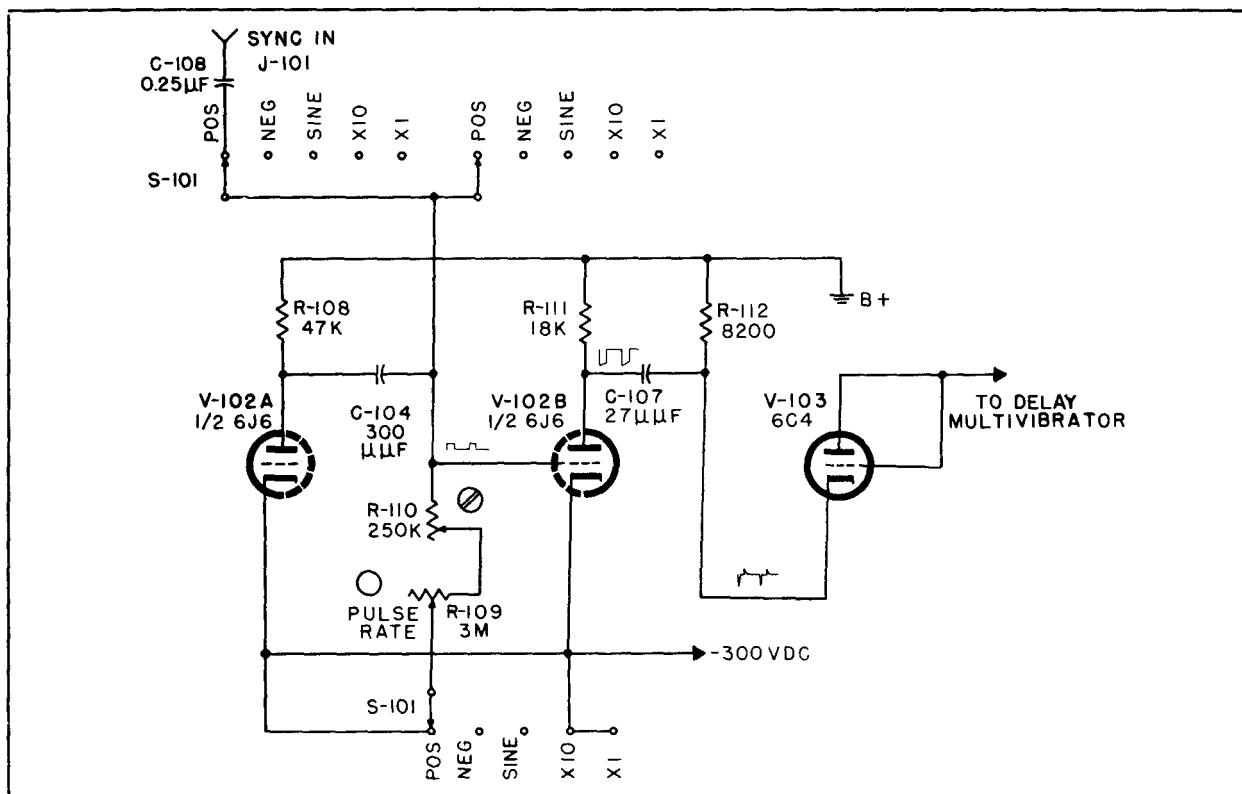 SYNC IN
J-101
C-108
0.25µF
POS
NEG
SINE
X10
X1
POS
NEG
SINE
X10
X1
S-101
R-108
47K
R-111
18K
R-112
8200
B+
V-102A
1/2 6J6
C-104
300
µµF
V-102B
1/2 6J6
C-107
27µµF
V-103
6C4
TO DELAY
MULTIVIBRATOR
R-110
250K
PULSE
RATE
R-109
3M
-300 VDC
S-101
POS
NEG
SINE
X10
X1